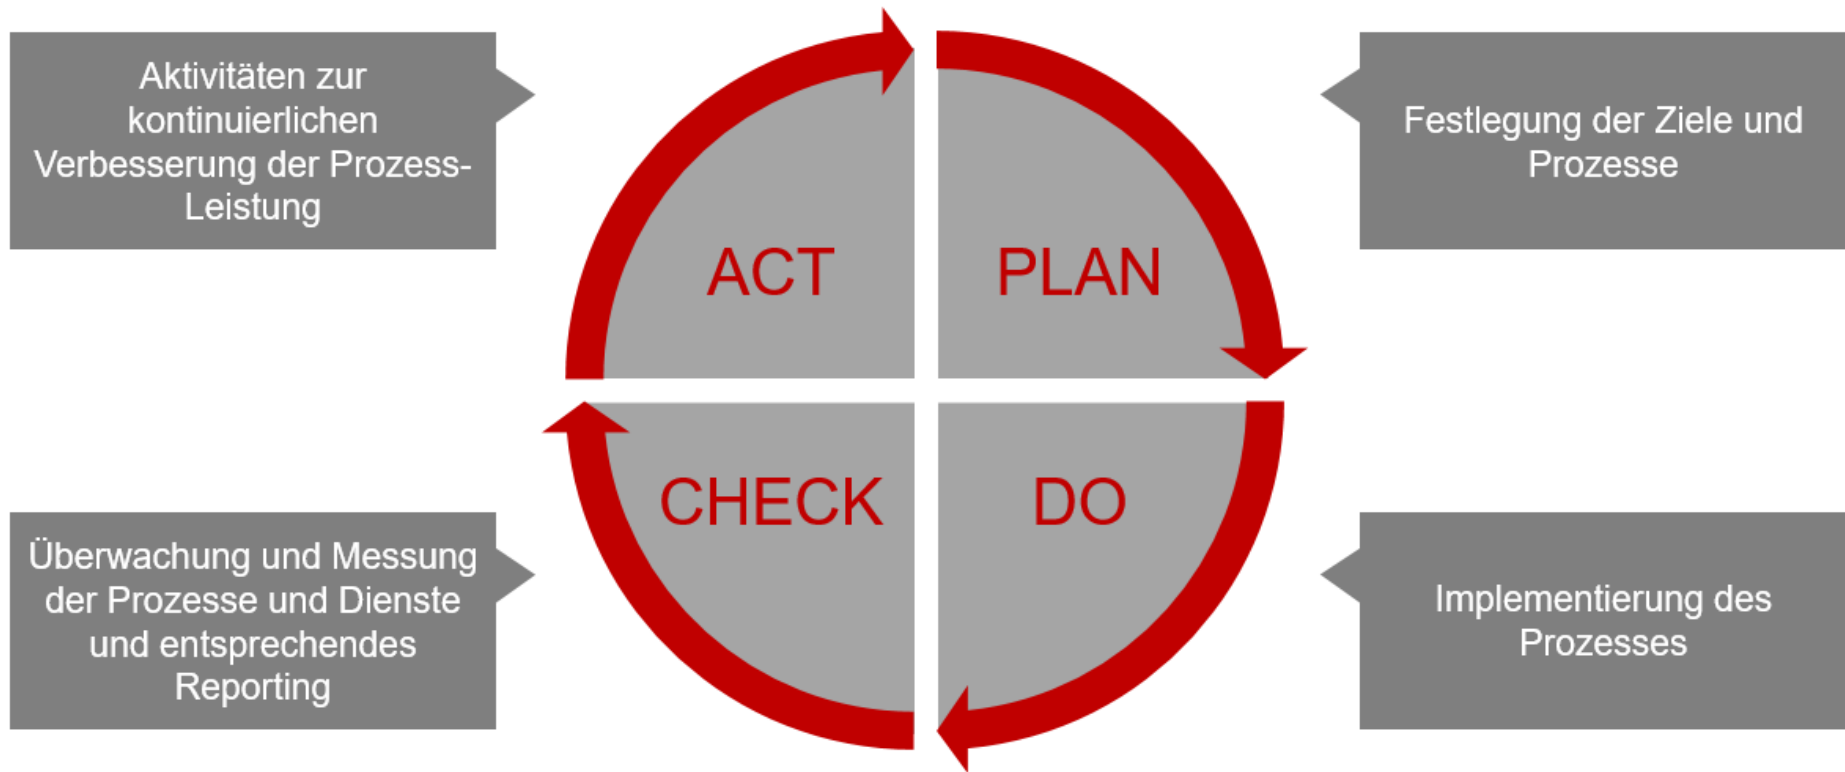 Aktivitäten zur
kontinuierlichen
Verbesserung der Prozess-
Leistung
ACT
PLAN
Festlegung der Ziele und
Prozesse
Überwachung und Messung
der Prozesse und Dienste
und entsprechendes
Reporting
CHECK
DO
Implementierung des
Prozesses